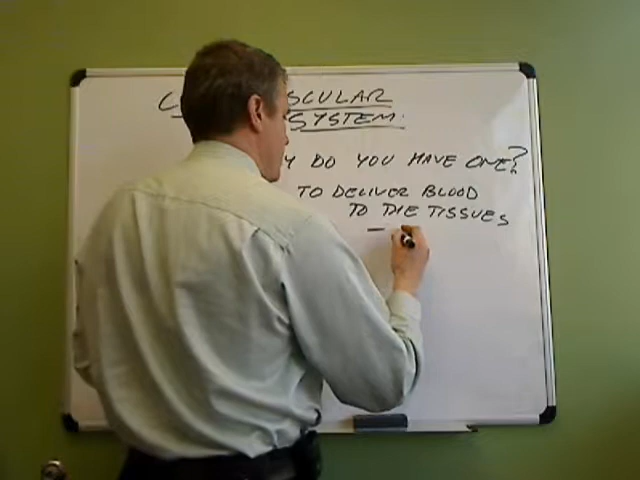 C SCULAR
SYSTEM.
Y DO YOU HAVE ONE?
TO DELIVER BLOOD
TO THE TISSUES
–